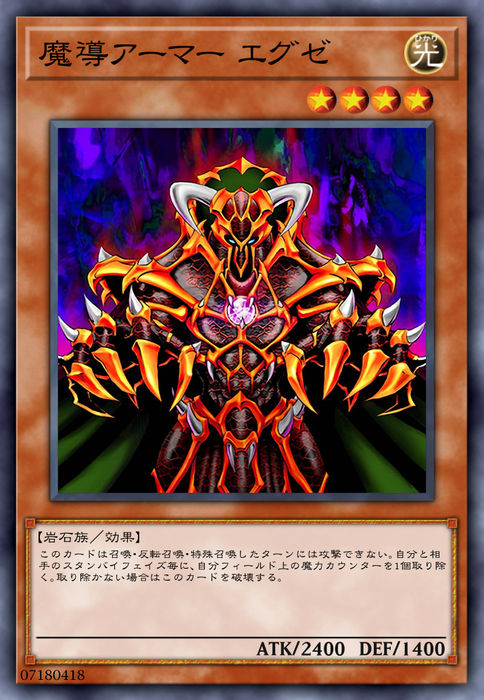 魔導アーマー エグゼ
ひかり
光
【岩石族／効果】
このカードは召喚・反転召喚・特殊召喚したターンには攻撃できない。自分と相
手のスタンバイフェイズ毎に、自分フィールド上の魔力カウンターを1個取り除
く。取り除かない場合はこのカードを破壊する。
ATK/2400 DEF/1400
07180418